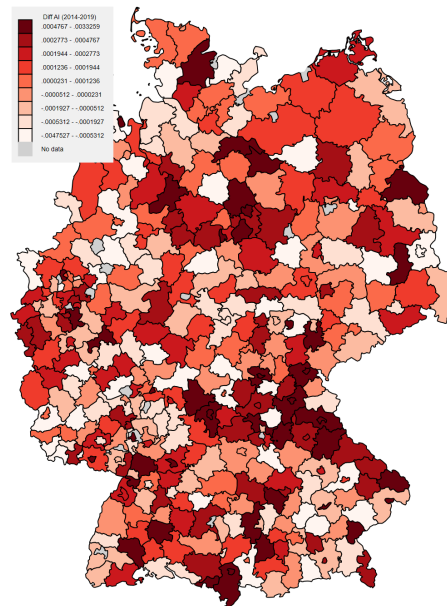 Diff AI (2014-2019)
.0004767 - .0033259
.0002773 - .0004767
.0001944 - .0002773
.0001236 - .0001944
.0000231 - .0001236
-.0000512 - .0000231
-.0001927 - -.0000512
-.0005312 - -.0001927
-.0047527 - -.0005312
No data